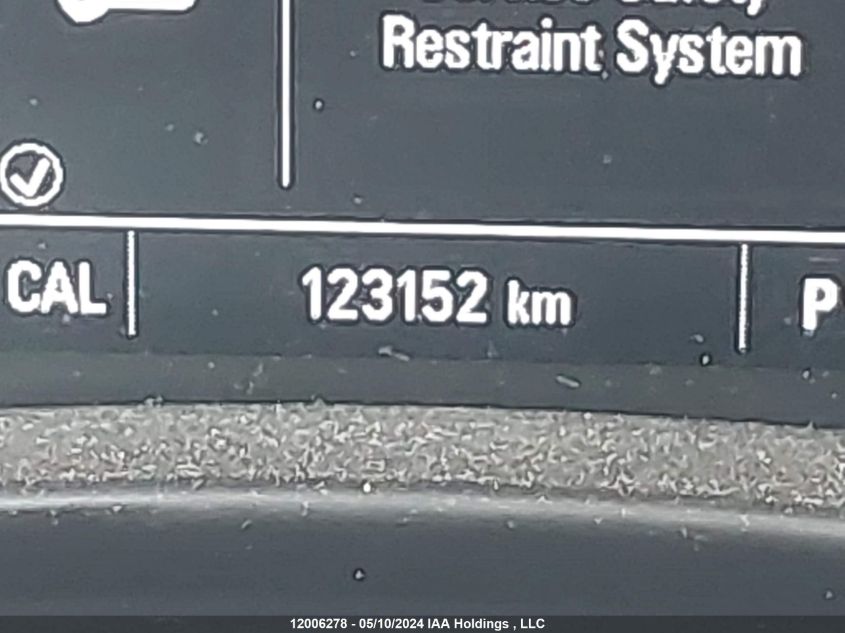 Restraint System
CAL
123152 km
P
12006278 - 05/10/2024 IAA Holdings , LLC